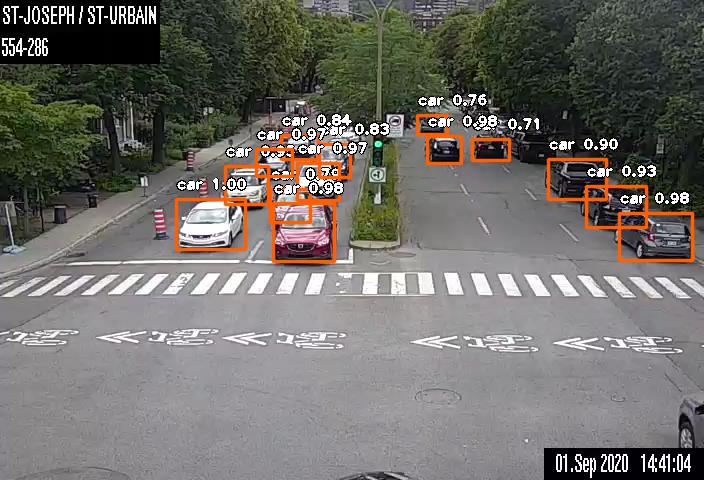 ST-JOSEPH / ST-URBAIN
554-286
car 0.76
car 0.84
car 0.98
0.83
0.71
car 0.97
0.97
car 0.90
car 0.93
car 1.00
car 0.98
car 0.98
01.Sep 2020 14:41:04